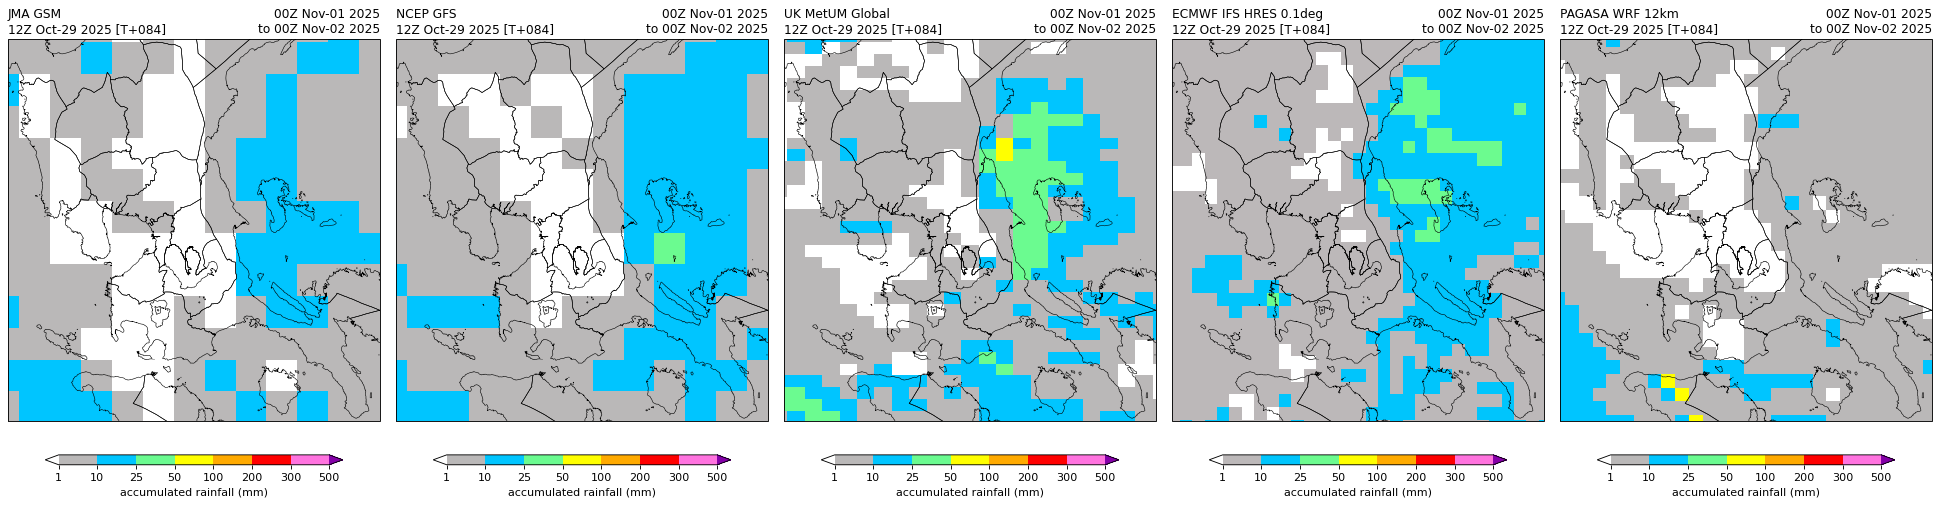 JMA GSM 00Z Nov-01 2025
12Z Oct-29 2025 [T+084] to 00Z Nov-02 2025
1 10 25 50 100 200 300 500
accumulated rainfall (mm)
NCEP GFS 00Z Nov-01 2025
12Z Oct-29 2025 [T+084] to 00Z Nov-02 2025
1 10 25 50 100 200 300 500
accumulated rainfall (mm)
UK MetUM Global 00Z Nov-01 2025
12Z Oct-29 2025 [T+084] to 00Z Nov-02 2025
1 10 25 50 100 200 300 500
accumulated rainfall (mm)
ECMWF IFS HRES 0.1deg 00Z Nov-01 2025
12Z Oct-29 2025 [T+084] to 00Z Nov-02 2025
1 10 25 50 100 200 300 500
accumulated rainfall (mm)
PAGASA WRF 12km 00Z Nov-01 2025
12Z Oct-29 2025 [T+084] to 00Z Nov-02 2025
1 10 25 50 100 200 300 500
accumulated rainfall (mm)